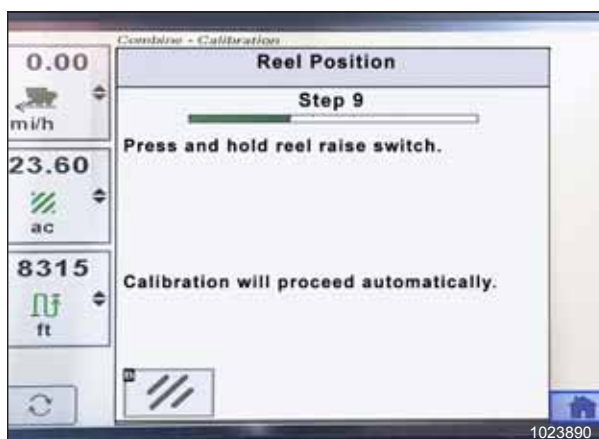 Combine - Calibration
0.00
mi/h
23.60
ac
8315
ft
Reel Position
Step 9
Press and hold reel raise switch.
Calibration will proceed automatically.
1023890